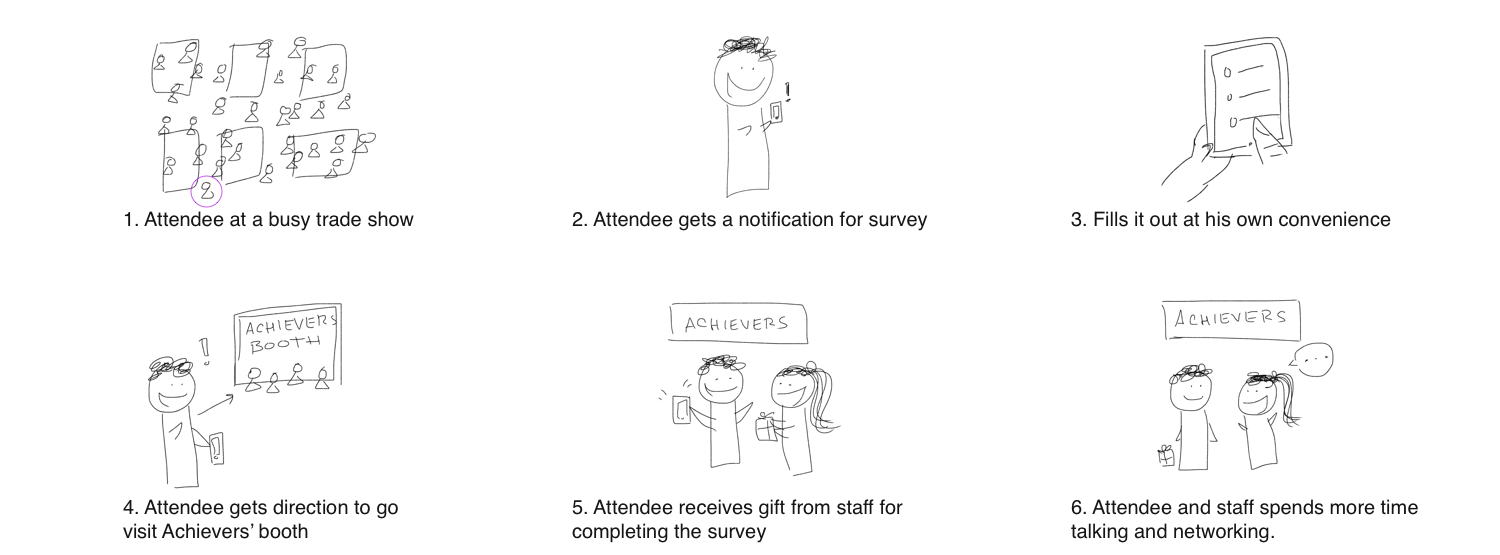 1. Attendee at a busy trade show
!
2. Attendee gets a notification for survey
3. Fills it out at his own convenience
!
ACHIEVERS
BOOTH
4. Attendee gets direction to go
visit Achievers’ booth
ACHIEVERS
5. Attendee receives gift from staff for
completing the survey
ACHIEVERS
...
6. Attendee and staff spends more time
talking and networking.